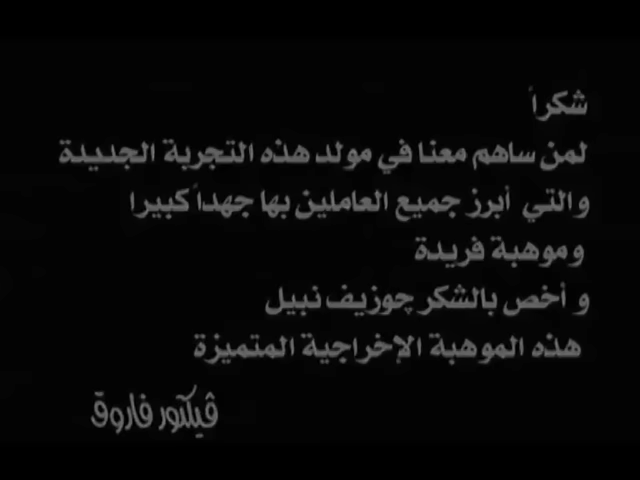 شكراً
لمن ساهم معنا في مولد هذه التجربة الجديدة
والتي أبرز جميع العاملين بها جهداً كبيرا
وموهبة فريدة
و أخص بالشكر چوزيف نبيل
هذه الموهبة الإخراجية المتميزة
ڤيكتور فاروق